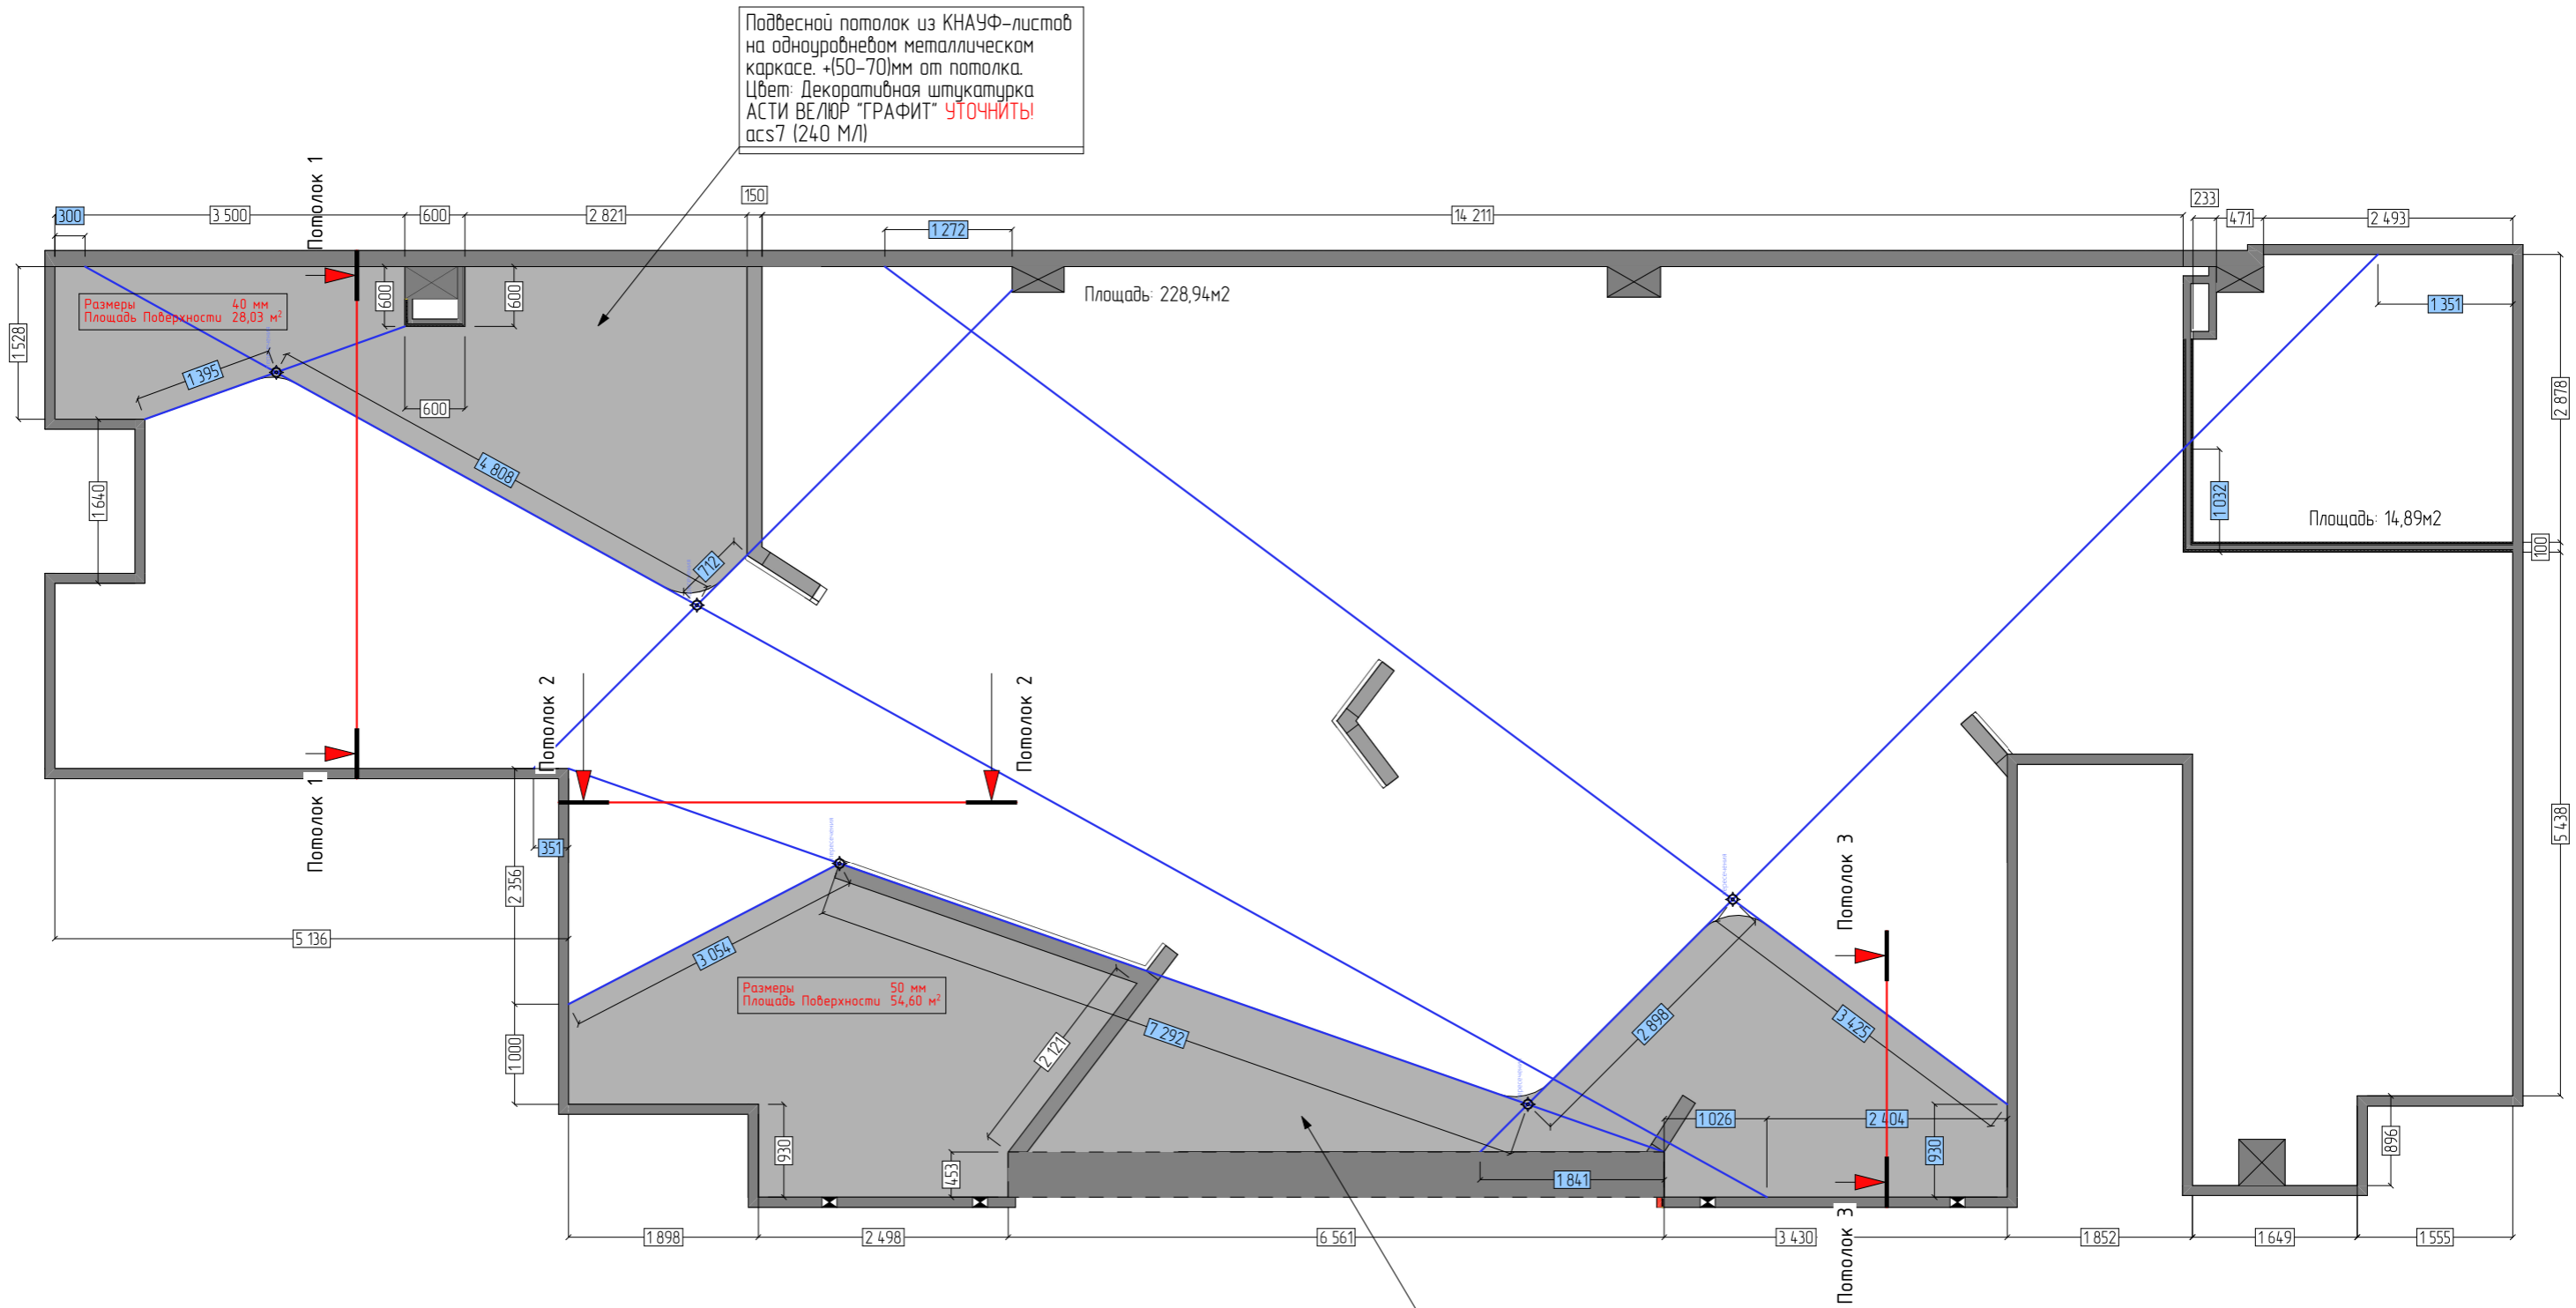 Подвесной потолок из КНАУФ-листов
на одноуровневом металлическом
каркасе. +(50-70)мм от потолка.
Цвет: Декоративная штукатурка
АСТИ ВЕЛЮР "ГРАФИТ" УТОЧНИТЬ!
acs7 (240 МЛ)
Потолок 1
300
3 500
600
2 821
150
14 211
233
471
2 493
1 272
Размеры 40 мм
Площадь Поверхности 28,03 м²
600
600
Площадь: 228,94м2
1 351
1 528
1 395
600
2 878
4 808
1 640
1 032
Площадь: 14,89м2
100
712
Потолок 2
Потолок 2
Потолок 1
351
Потолок 3
5 438
2 356
5 136
3 054
Размеры 50 мм
Площадь Поверхности 54,60 м²
7 292
2 121
2 898
3 425
1 000
1 026
2 404
930
930
896
453
1 841
1 898
2 498
6 561
3 430
1 852
1 649
1 555
Потолок 3